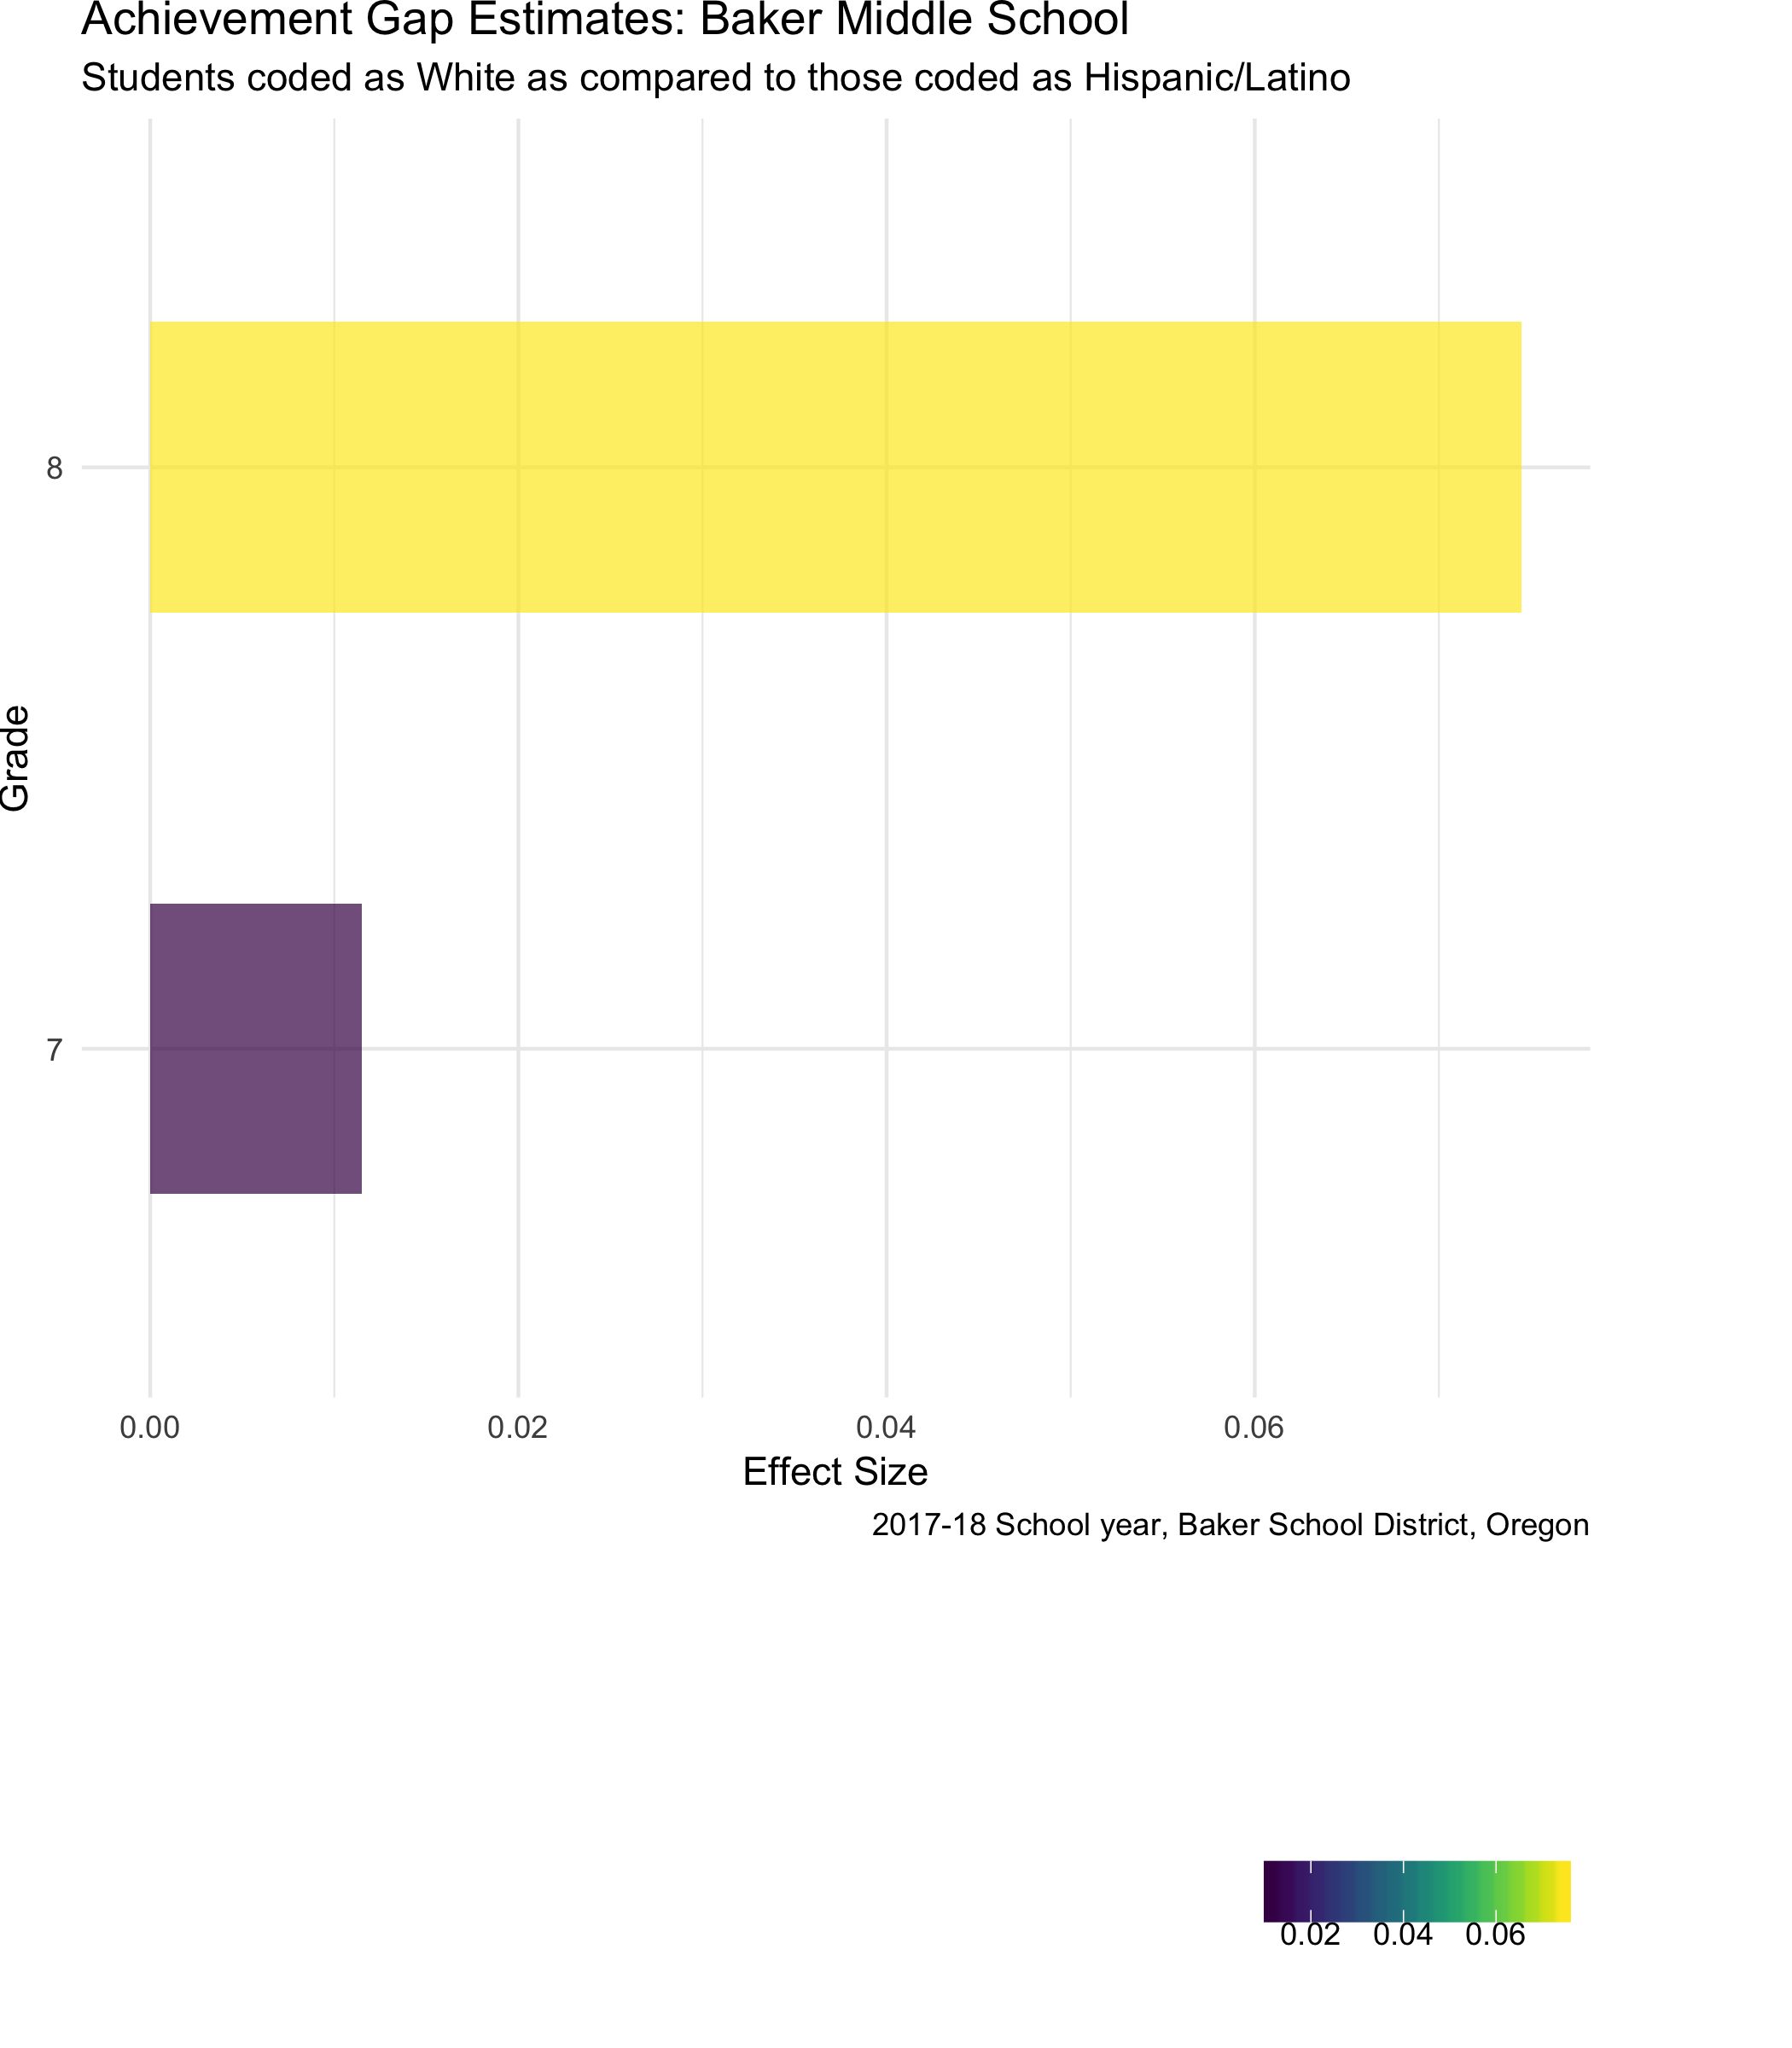 Achievement Gap Estimates: Baker Middle School
Students coded as White as compared to those coded as Hispanic/Latino
Grade
8
7
0.00 0.02 0.04 0.06
Effect Size
2017-18 School year, Baker School District, Oregon
0.02 0.04 0.06